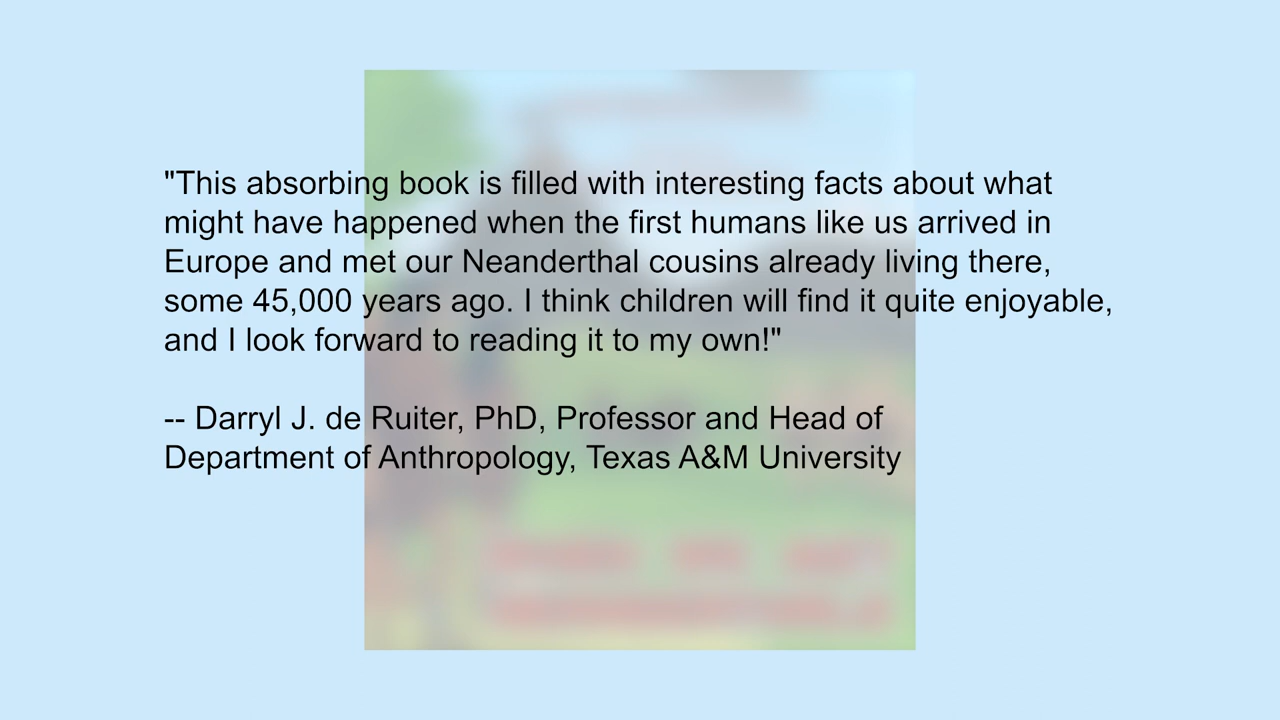 "This absorbing book is filled with interesting facts about what
might have happened when the first humans like us arrived in
Europe and met our Neanderthal cousins already living there,
some 45,000 years ago. I think children will find it quite enjoyable,
and I look forward to reading it to my own!"
-- Darryl J. de Ruiter, PhD, Professor and Head of
Department of Anthropology, Texas A&M University